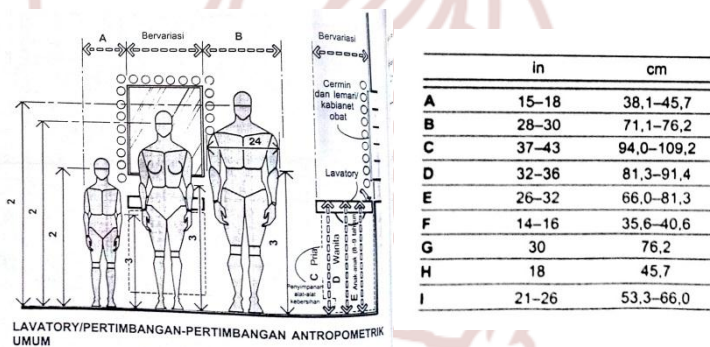 A
Bervariasi
B
Bervariasi
Cermin
dan lemari/
kabianet
obat
24
Lavatory
2
2
2
3
3
3
C Pria
D Wanita
E Anak-anak
Penyimpanan
alat-alat
kebersihan
LAVATORY/PERTIMBANGAN-PERTIMBANGAN ANTROPOMETRIK
UMUM
in cm
A 15–18 38,1–45,7
B 28–30 71,1–76,2
C 37–43 94,0–109,2
D 32–36 81,3–91,4
E 26–32 66,0–81,3
F 14–16 35,6–40,6
G 30 76,2
H 18 45,7
I 21–26 53,3–66,0